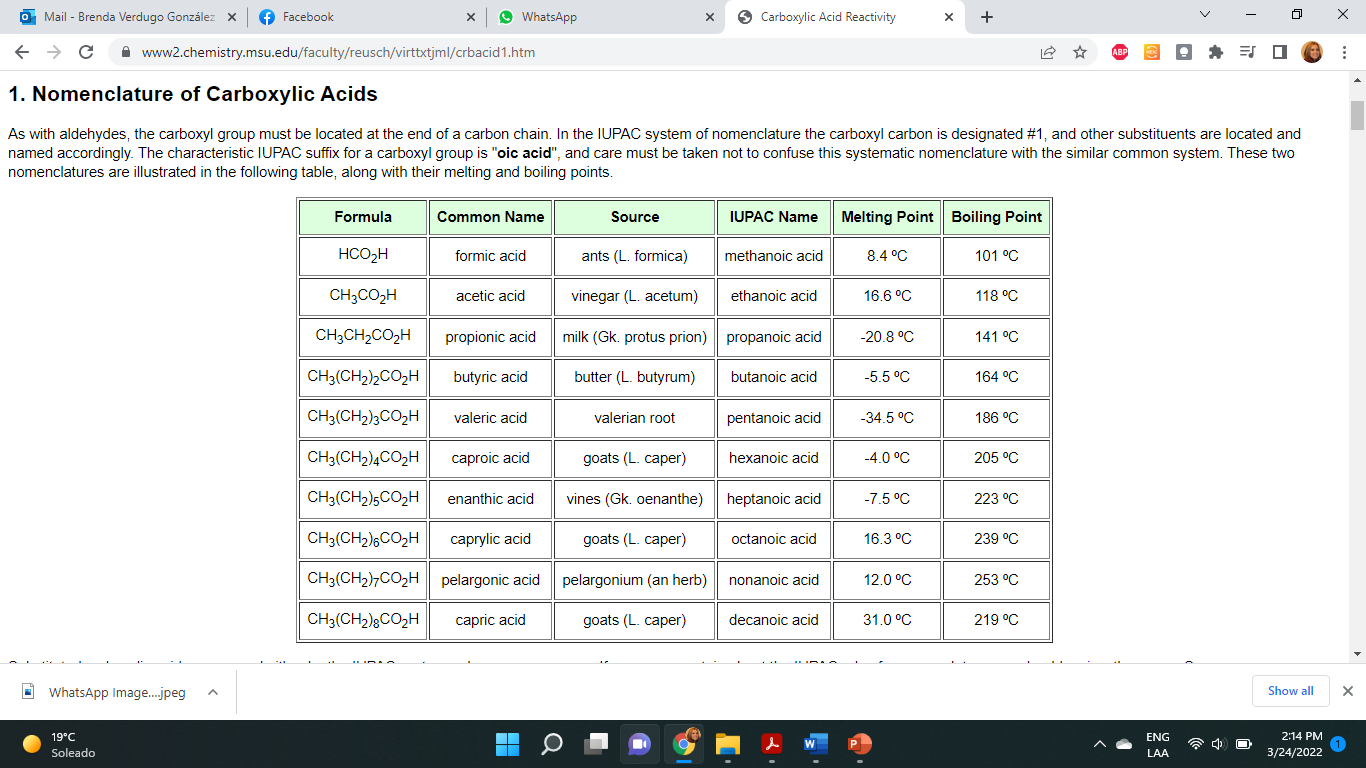 Mail - Brenda Verdugo González
Facebook
WhatsApp
Carboxylic Acid Reactivity
www2.chemistry.msu.edu/faculty/reusch/virttxtjml/crbacid1.htm
ABP
1. Nomenclature of Carboxylic Acids
As with aldehydes, the carboxyl group must be located at the end of a carbon chain. In the IUPAC system of nomenclature the carboxyl carbon is designated #1, and other substituents are located and
named accordingly. The characteristic IUPAC suffix for a carboxyl group is "oic acid", and care must be taken not to confuse this systematic nomenclature with the similar common system. These two
nomenclatures are illustrated in the following table, along with their melting and boiling points.
Formula Common Name Source IUPAC Name Melting Point Boiling Point
HCO₂H formic acid ants (L. formica) methanoic acid 8.4 ºC 101 ºC
CH₃CO₂H acetic acid vinegar (L. acetum) ethanoic acid 16.6 ºC 118 ºC
CH₃CH₂CO₂H propionic acid milk (Gk. protus prion) propanoic acid -20.8 ºC 141 ºC
CH₃(CH₂)₂CO₂H butyric acid butter (L. butyrum) butanoic acid -5.5 ºC 164 ºC
CH₃(CH₂)₃CO₂H valeric acid valerian root pentanoic acid -34.5 ºC 186 ºC
CH₃(CH₂)₄CO₂H caproic acid goats (L. caper) hexanoic acid -4.0 ºC 205 ºC
CH₃(CH₂)₅CO₂H enanthic acid vines (Gk. oenanthe) heptanoic acid -7.5 ºC 223 ºC
CH₃(CH₂)₆CO₂H caprylic acid goats (L. caper) octanoic acid 16.3 ºC 239 ºC
CH₃(CH₂)₇CO₂H pelargonic acid pelargonium (an herb) nonanoic acid 12.0 ºC 253 ºC
CH₃(CH₂)₈CO₂H capric acid goats (L. caper) decanoic acid 31.0 ºC 219 ºC
WhatsApp Image....jpeg
Show all
19°C
Soleado
ENG
LAA
2:14 PM
3/24/2022
1